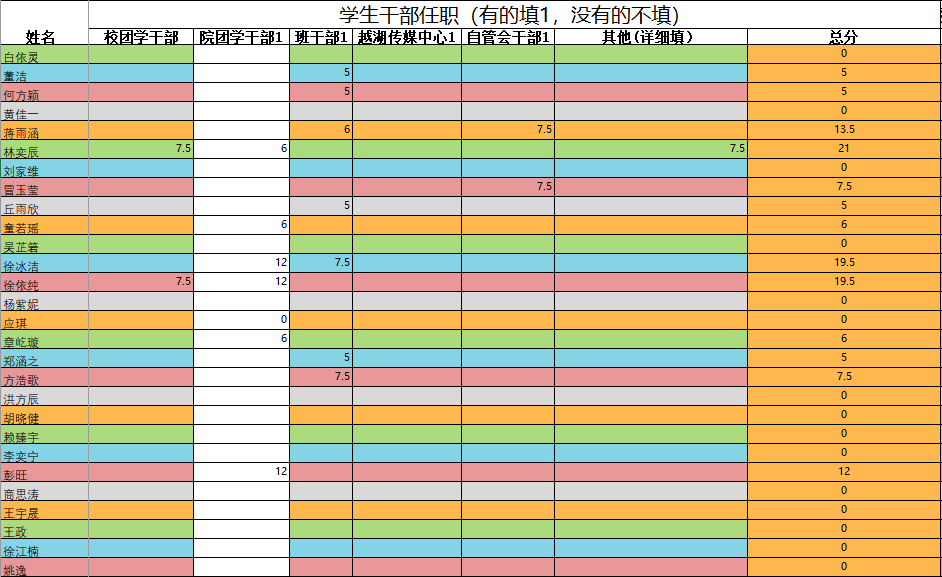 学生干部任职（有的填1，没有的不填）
姓名 校团学干部 院团学干部1 班干部1 越湖传媒中心1 自管会干部1 其他(详细填） 总分
白依灵 0
董洁 5 5
何方颖 5 5
黄佳一 0
蒋雨涵 6 7.5 13.5
林奕辰 7.5 6 7.5 21
刘家维 0
冒玉莹 7.5 7.5
丘雨欣 5 5
童若瑶 6 6
吴芷箬 0
徐冰洁 12 7.5 19.5
徐依纯 7.5 12 19.5
杨紫妮 0
应琪 0 0
章屹璇 6 6
郑涵之 5 5
方浩歌 7.5 7.5
洪方辰 0
胡晓健 0
赖臻宇 0
李奕宁 0
彭旺 12 12
商思涛 0
王宇晟 0
王政 0
徐江楠 0
姚逸 0